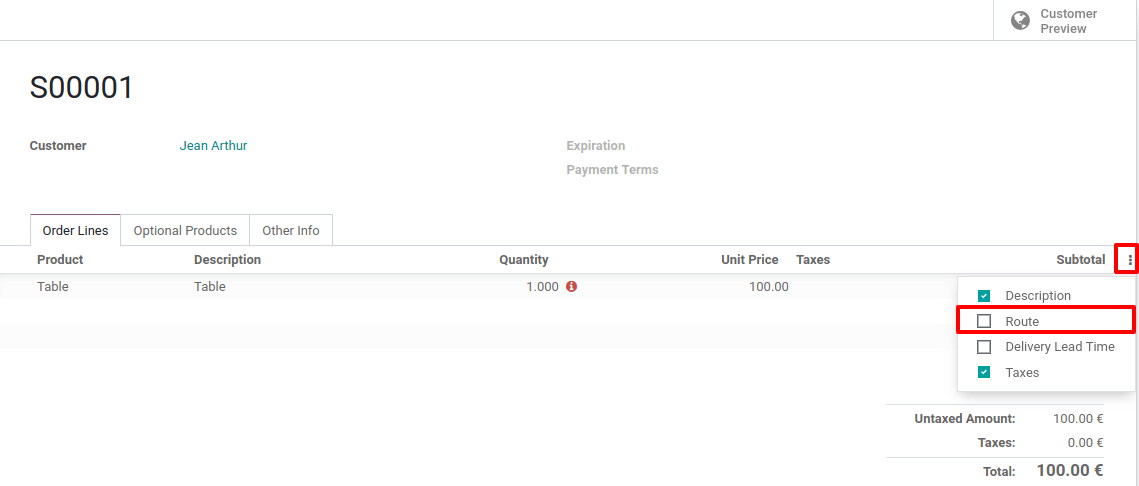 Customer
Preview
S00001
Customer Jean Arthur Expiration
Payment Terms
Order Lines Optional Products Other Info
Product Description Quantity Unit Price Taxes Subtotal
Table Table 1.000 100.00
Description
Route
Delivery Lead Time
Taxes
Untaxed Amount: 100.00 €
Taxes: 0.00 €
Total: 100.00 €